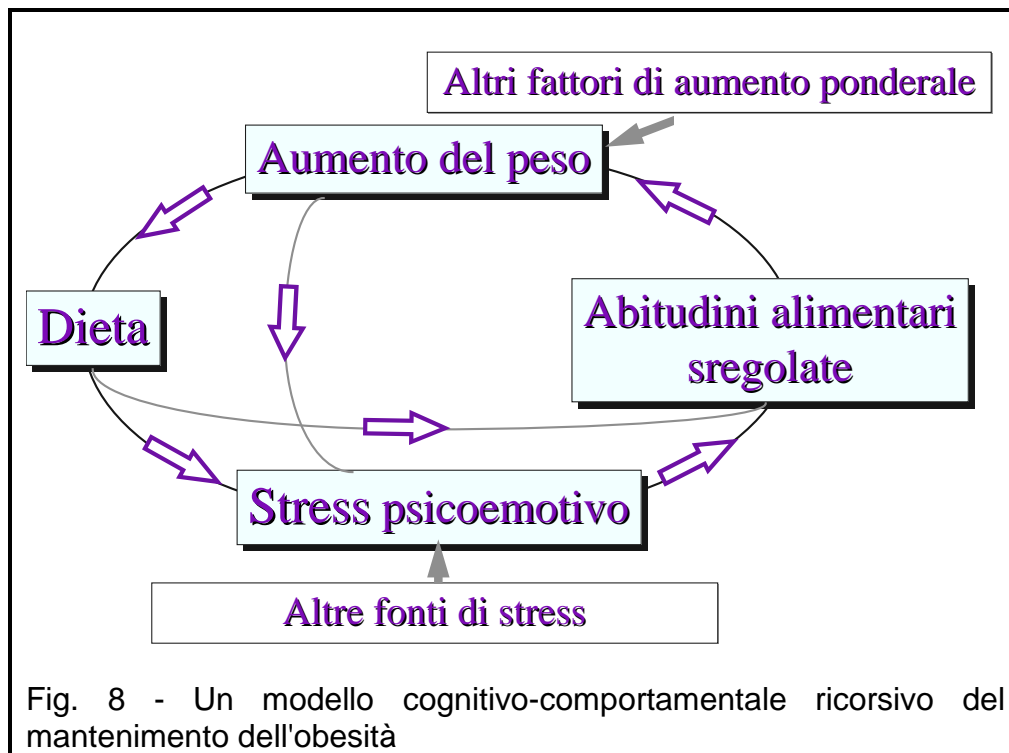 Altri fattori di aumento ponderale
Aumento del peso
Dieta
Abitudini alimentari
sregolate
Stress psicoemotivo
Altre fonti di stress
Fig. 8 - Un modello cognitivo-comportamentale ricorsivo del
mantenimento dell'obesità